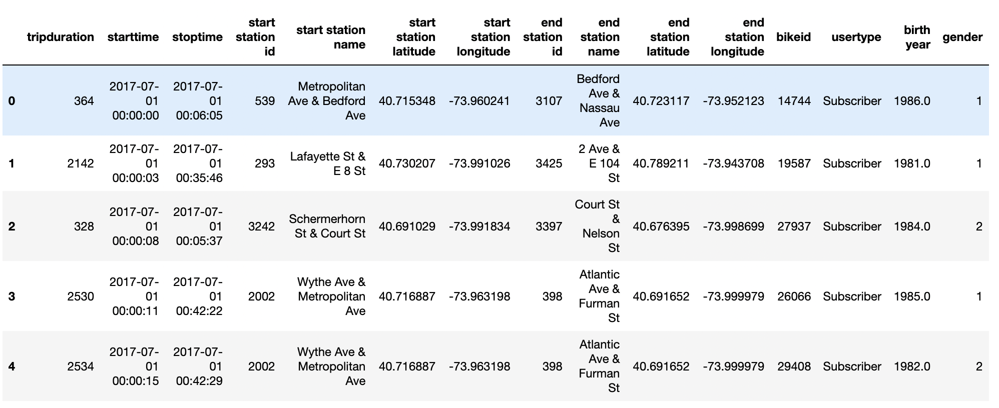 tripduration starttime stoptime start station id start station name start station latitude start station longitude end station id end station name end station latitude end station longitude bikeid usertype birth year gender
0 364 2017-07-01 00:00:00 2017-07-01 00:06:05 539 Metropolitan Ave & Bedford Ave 40.715348 -73.960241 3107 Bedford Ave & Nassau Ave 40.723117 -73.952123 14744 Subscriber 1986.0 1
1 2142 2017-07-01 00:00:03 2017-07-01 00:35:46 293 Lafayette St & E 8 St 40.730207 -73.991026 3425 2 Ave & E 104 St 40.789211 -73.943708 19587 Subscriber 1981.0 1
2 328 2017-07-01 00:00:08 2017-07-01 00:05:37 3242 Schermerhorn St & Court St 40.691029 -73.991834 3397 Court St & Nelson St 40.676395 -73.998699 27937 Subscriber 1984.0 2
3 2530 2017-07-01 00:00:11 2017-07-01 00:42:22 2002 Wythe Ave & Metropolitan Ave 40.716887 -73.963198 398 Atlantic Ave & Furman St 40.691652 -73.999979 26066 Subscriber 1985.0 1
4 2534 2017-07-01 00:00:15 2017-07-01 00:42:29 2002 Wythe Ave & Metropolitan Ave 40.716887 -73.963198 398 Atlantic Ave & Furman St 40.691652 -73.999979 29408 Subscriber 1982.0 2